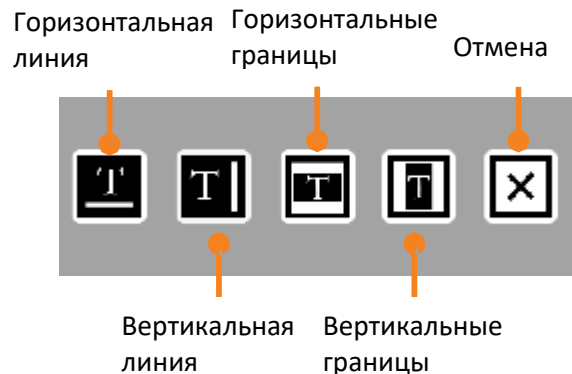 Горизонтальная
линия
Горизонтальные
границы
Отмена
T
T
T
T
Вертикальная
линия
Вертикальные
границы